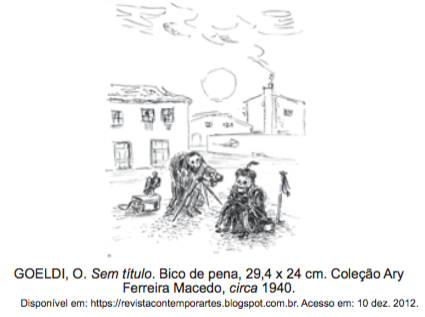 GOELDI, O. Sem título. Bico de pena, 29,4 x 24 cm. Coleção Ary
Ferreira Macedo, circa 1940.
Disponível em: https://revistacontemporartes.blogspot.com.br. Acesso em: 10 dez. 2012.